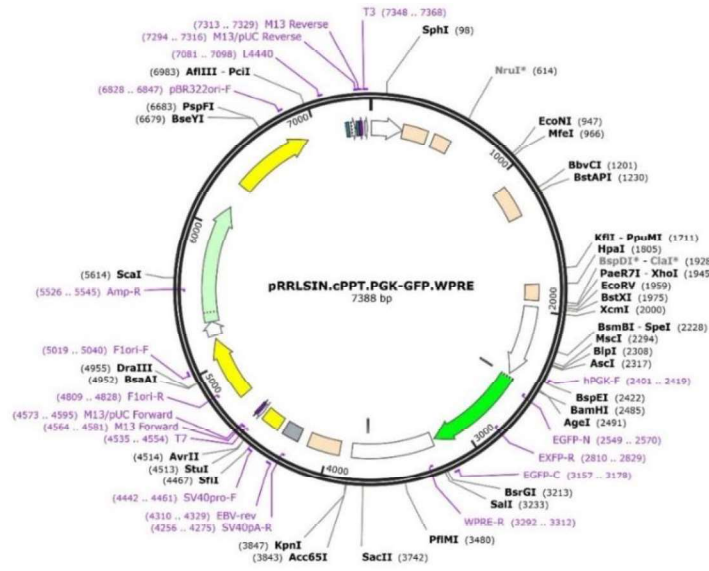 T3 (7348 .. 7368)
(7313 .. 7329) M13 Reverse
(7294 .. 7316) M13/pUC Reverse
(7081 .. 7098) L4440
(6983) AflIII - PciI
(6828 .. 6847) pBR322ori-F
(6683) PspFI
(6679) BseYI
SphI (98)
NruI* (614)
EcoNI (947)
MfeI (966)
BbvCI (1201)
BstAPI (1230)
KflI - PpuMI (1711)
HpaI (1805)
BspDI* - ClaI* (1928
PaeR7I - XhoI (1945
EcoRV (1959)
BstXI (1975)
XcmI (2000)
BsmBI - SpeI (2228)
MscI (2294)
BlpI (2308)
AscI (2317)
hPGK-F (2401 .. 2419)
BspEI (2422)
BamHI (2485)
AgeI (2491)
EGFP-N (2549 .. 2570)
EXFP-R (2810 .. 2829)
EGFP-C (3157 .. 3178)
BsrGI (3213)
SalI (3233)
WPRE-R (3292 .. 3312)
PflMI (3480)
SacII (3742)
(3847) KpnI
(3843) Acc65I
(4256 .. 4275) SV40pA-R
(4310 .. 4329) EBV-rev
(4442 .. 4461) SV40pro-F
(4467) SfiI
(4513) StuI
(4514) AvrII
(4535 .. 4554) T7
(4564 .. 4581) M13 Forward
(4573 .. 4595) M13/pUC Forward
(4809 .. 4828) F1ori-R
(4952) BsaAI
(4955) DraIII
(5019 .. 5040) F1ori-F
(5526 .. 5545) Amp-R
(5614) ScaI
1000
2000
3000
4000
5000
6000
7000
pRRLSIN.cPPT.PGK-GFP.WPRE
7388 bp